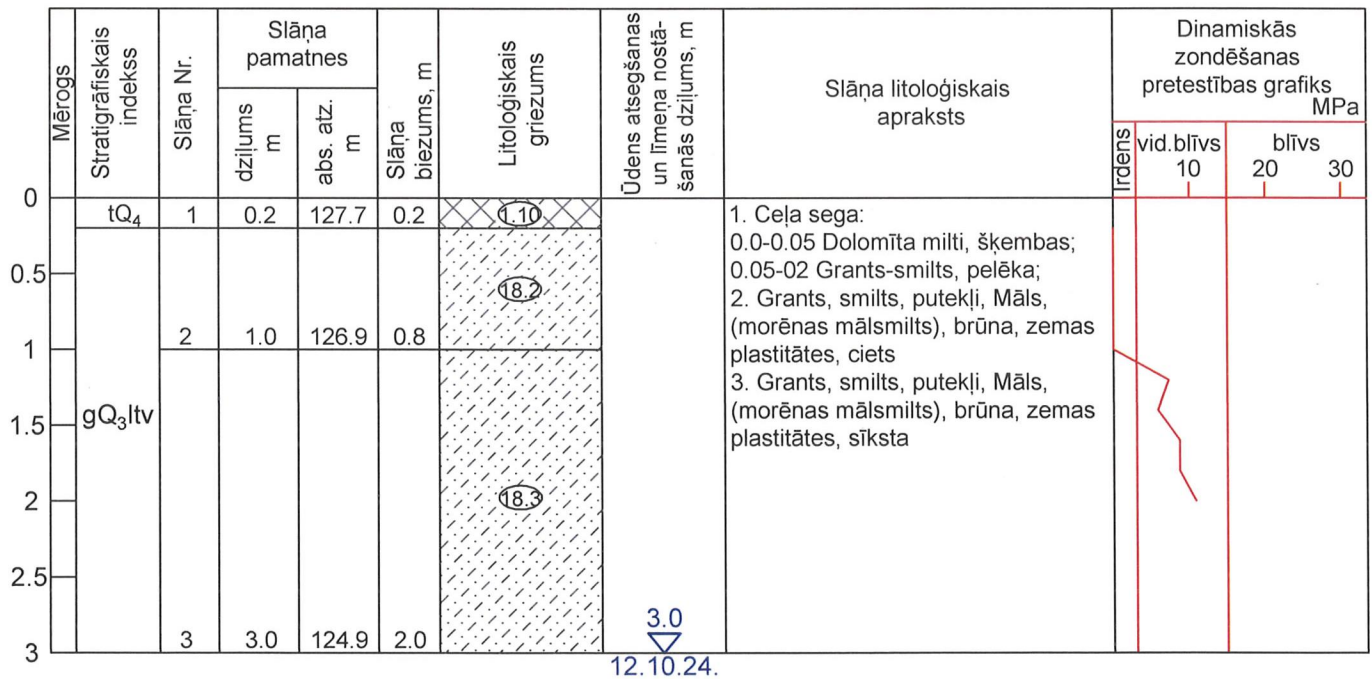 Mērogs
Stratigrāfiskais
indekss
Slāņa Nr.
Slāņa
pamatnes
dziļums
m
abs. atz.
m
Slāņa
biezums, m
Litoloģiskais
griezums
Ūdens atsegšanas
un līmeņa nostā-
šanās dziļums, m
Slāņa litoloģiskais
apraksts
Dinamiskās
zondēšanas
pretestības grafiks
MPa
Irdens
vid.blīvs
blīvs
10 20 30
0
0.5
1
1.5
2
2.5
3
tQ₄ 1 0.2 127.7 0.2 1.10
18.2
2 1.0 126.9 0.8
gQ₃ltv
18.3
3 3.0 124.9 2.0
3.0
12.10.24.
1. Ceļa sega:
0.0-0.05 Dolomīta milti, šķembas;
0.05-02 Grants-smilts, pelēka;
2. Grants, smilts, putekļi, Māls,
(morēnas mālsmilts), brūna, zemas
plastitātes, ciets
3. Grants, smilts, putekļi, Māls,
(morēnas mālsmilts), brūna, zemas
plastitātes, sīksta